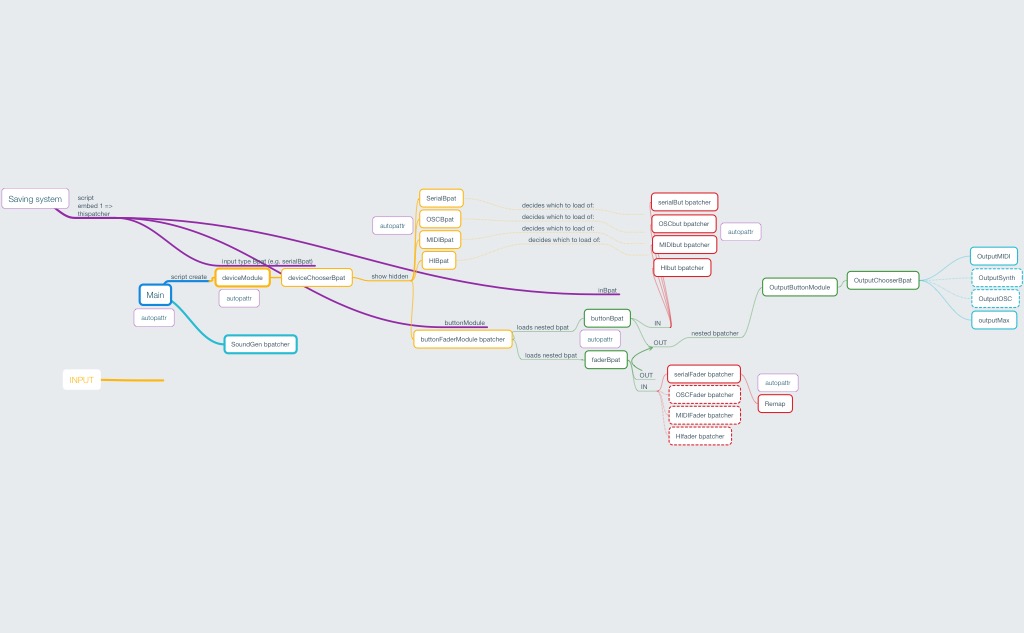 Saving system
script
embed 1 =>
thispatcher
input type Bpat (e.g. serialBpat)
script create
Main
autopattr
deviceModule
autopattr
deviceChooserBpat
show hidden
SoundGen bpatcher
INPUT
autopattr
SerialBpat
OSCBpat
MIDIBpat
HIBpat
decides which to load of:
decides which to load of:
decides which to load of:
decides which to load of:
serialBut bpatcher
OSCbut bpatcher
MIDIbut bpatcher
HIbut bpatcher
autopattr
inBpat
buttonModule
buttonFaderModule bpatcher
loads nested bpat
loads nested bpat
buttonBpat
autopattr
faderBpat
IN
OUT
nested bpatcher
OUT
IN
serialFader bpatcher
OSCFader bpatcher
MIDIFader bpatcher
HIfader bpatcher
autopattr
Remap
OutputButtonModule
OutputChooserBpat
OutputMIDI
OutputSynth
OutputOSC
outputMax